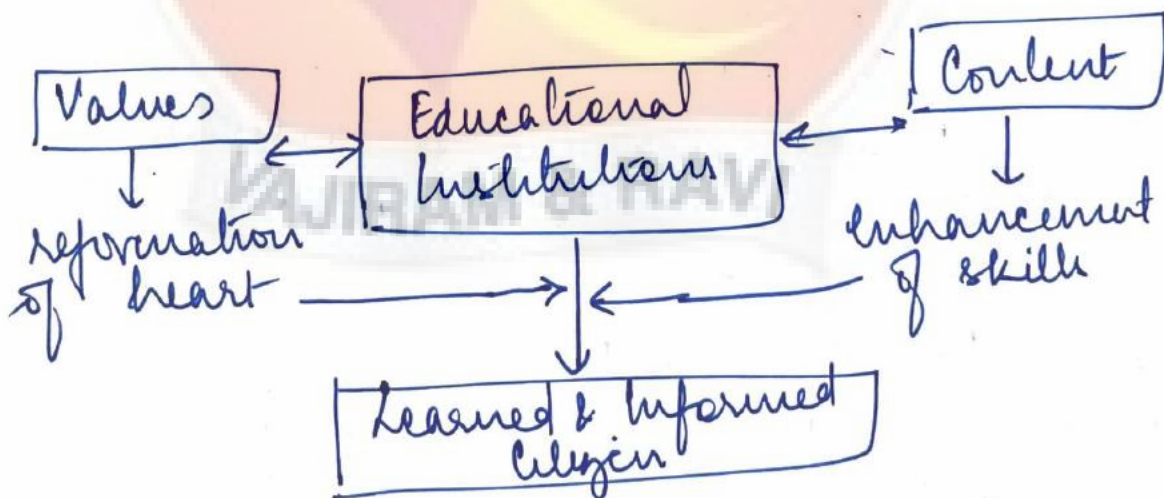 Values
Educational
Institutions
Content
reformation
of heart
enhancement
of skills
Learned & Informed
Citizen